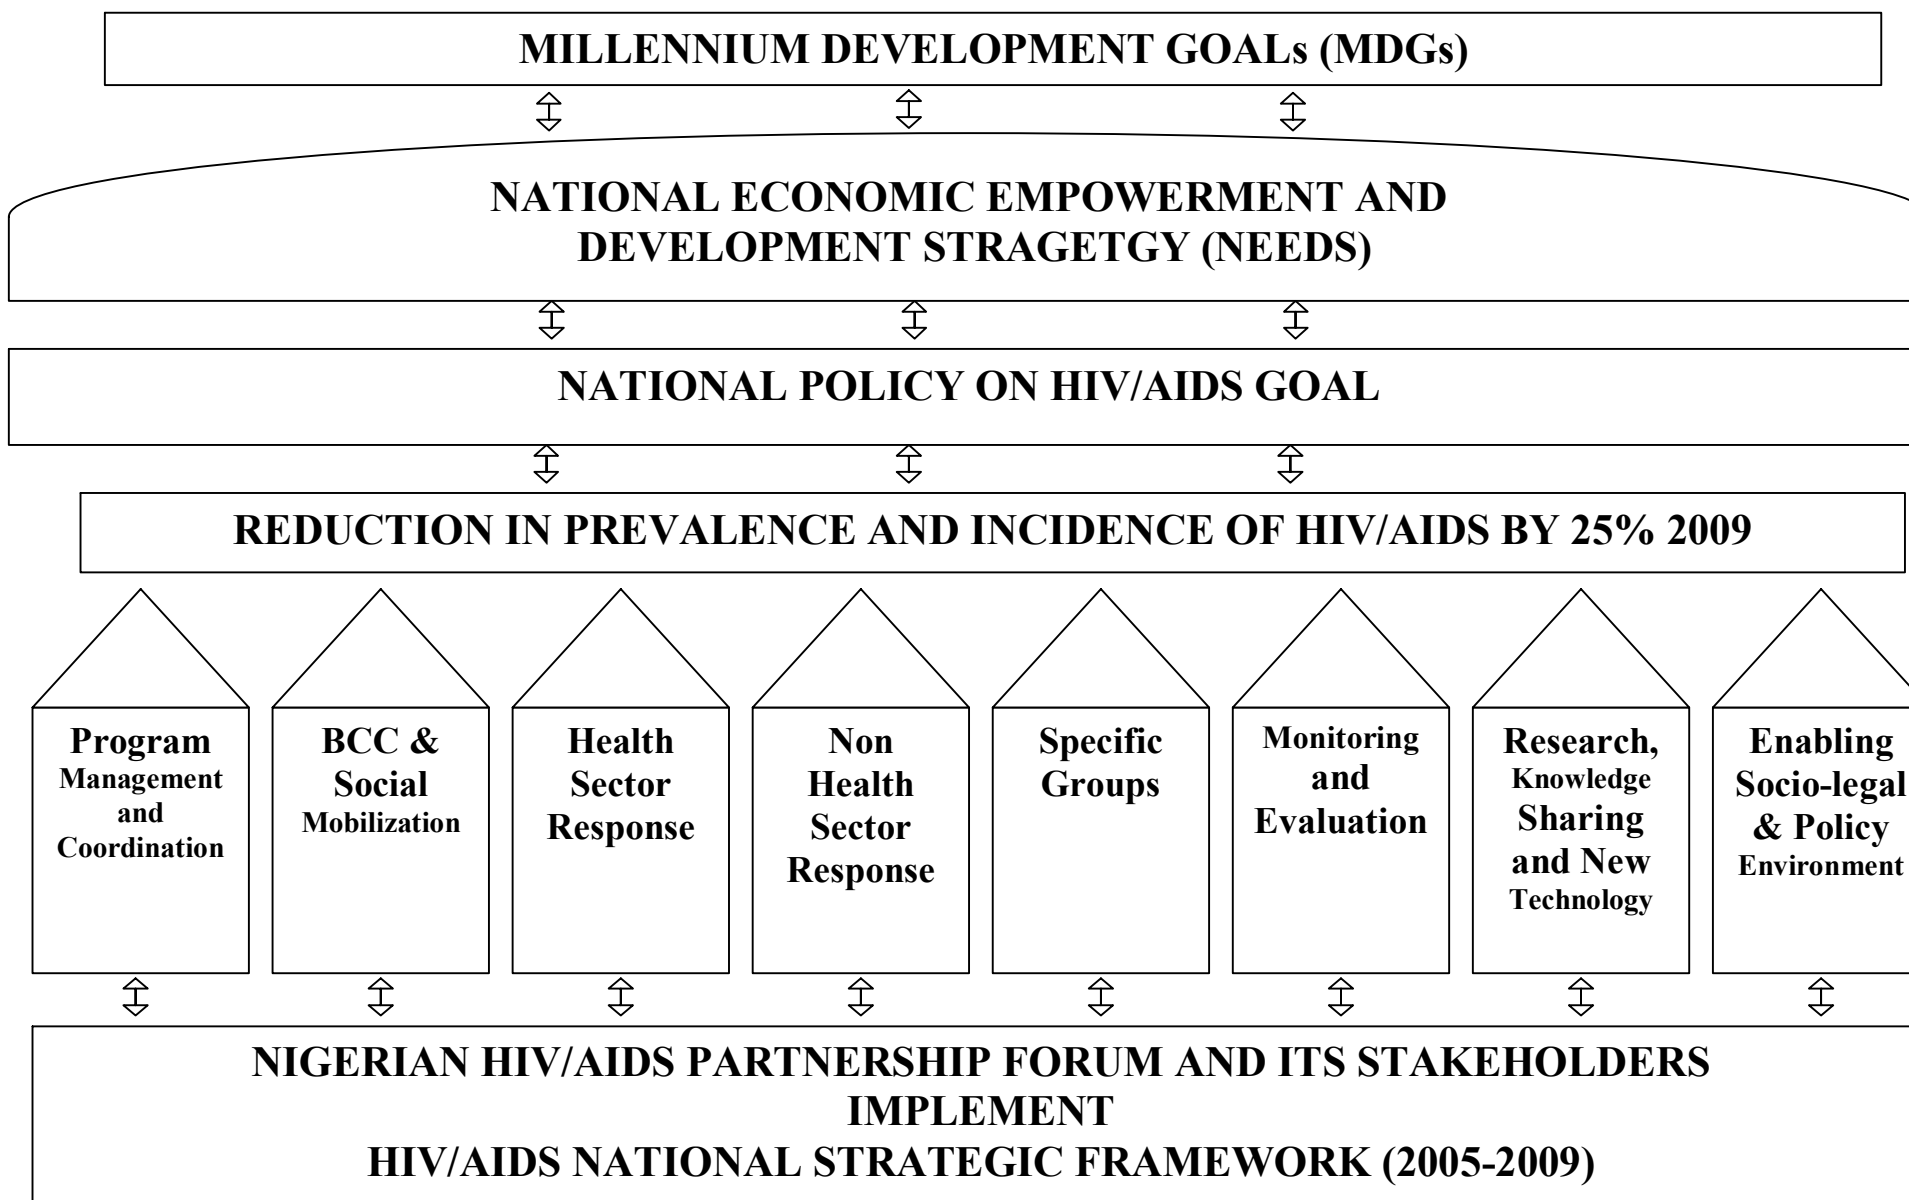 MILLENNIUM DEVELOPMENT GOALs (MDGs)
NATIONAL ECONOMIC EMPOWERMENT AND
DEVELOPMENT STRAGETGY (NEEDS)
NATIONAL POLICY ON HIV/AIDS GOAL
REDUCTION IN PREVALENCE AND INCIDENCE OF HIV/AIDS BY 25% 2009
Program
Management
and
Coordination
BCC &
Social
Mobilization
Health
Sector
Response
Non
Health
Sector
Response
Specific
Groups
Monitoring
and
Evaluation
Research,
Knowledge
Sharing
and New
Technology
Enabling
Socio-legal
& Policy
Environment
NIGERIAN HIV/AIDS PARTNERSHIP FORUM AND ITS STAKEHOLDERS
IMPLEMENT
HIV/AIDS NATIONAL STRATEGIC FRAMEWORK (2005-2009)